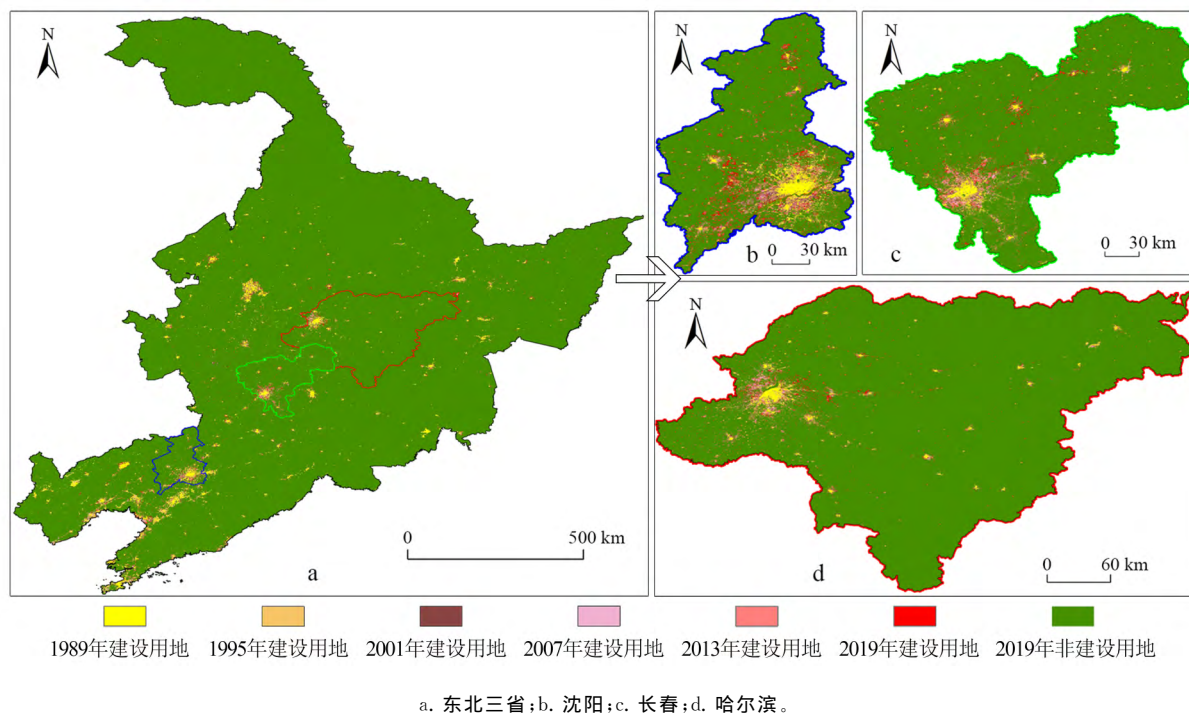 N
N
N
0 30 km
b
0 30 km
c
N
0 500 km
a
0 60 km
d
1989年建设用地
1995年建设用地
2001年建设用地
2007年建设用地
2013年建设用地
2019年建设用地
2019年非建设用地
a. 东北三省;b. 沈阳;c. 长春;d. 哈尔滨。